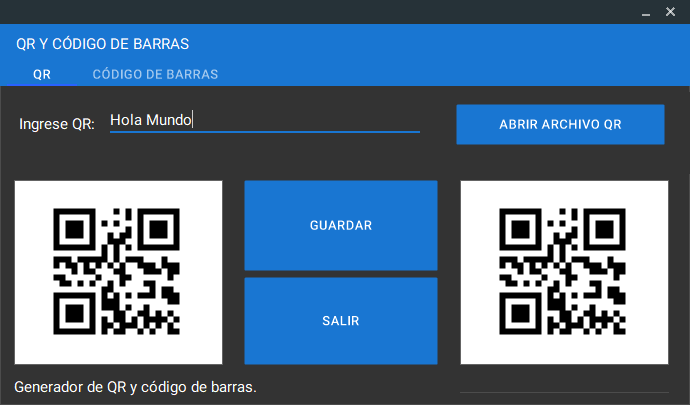 QR Y CÓDIGO DE BARRAS
QR CÓDIGO DE BARRAS
Ingrese QR: Hola Mundo ABRIR ARCHIVO QR
GUARDAR
SALIR
Generador de QR y código de barras.